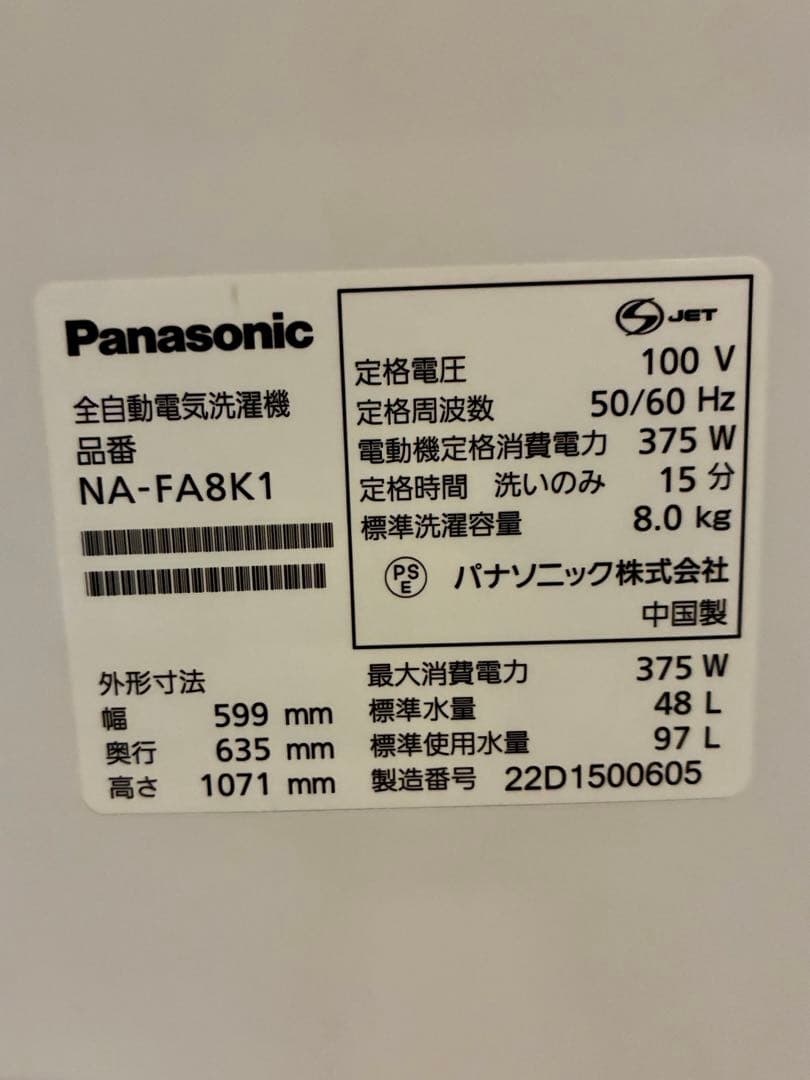 Panasonic
全自動電気洗濯機
品番
NA-FA8K1
JET
定格電圧 100 V
定格周波数 50/60 Hz
電動機定格消費電力 375 W
定格時間 洗いのみ 15 分
標準洗濯容量 8.0 kg
PS
E
パナソニック株式会社
中国製
外形寸法
幅 599 mm
奥行 635 mm
高さ 1071 mm
最大消費電力 375 W
標準水量 48 L
標準使用水量 97 L
製造番号 22D1500605